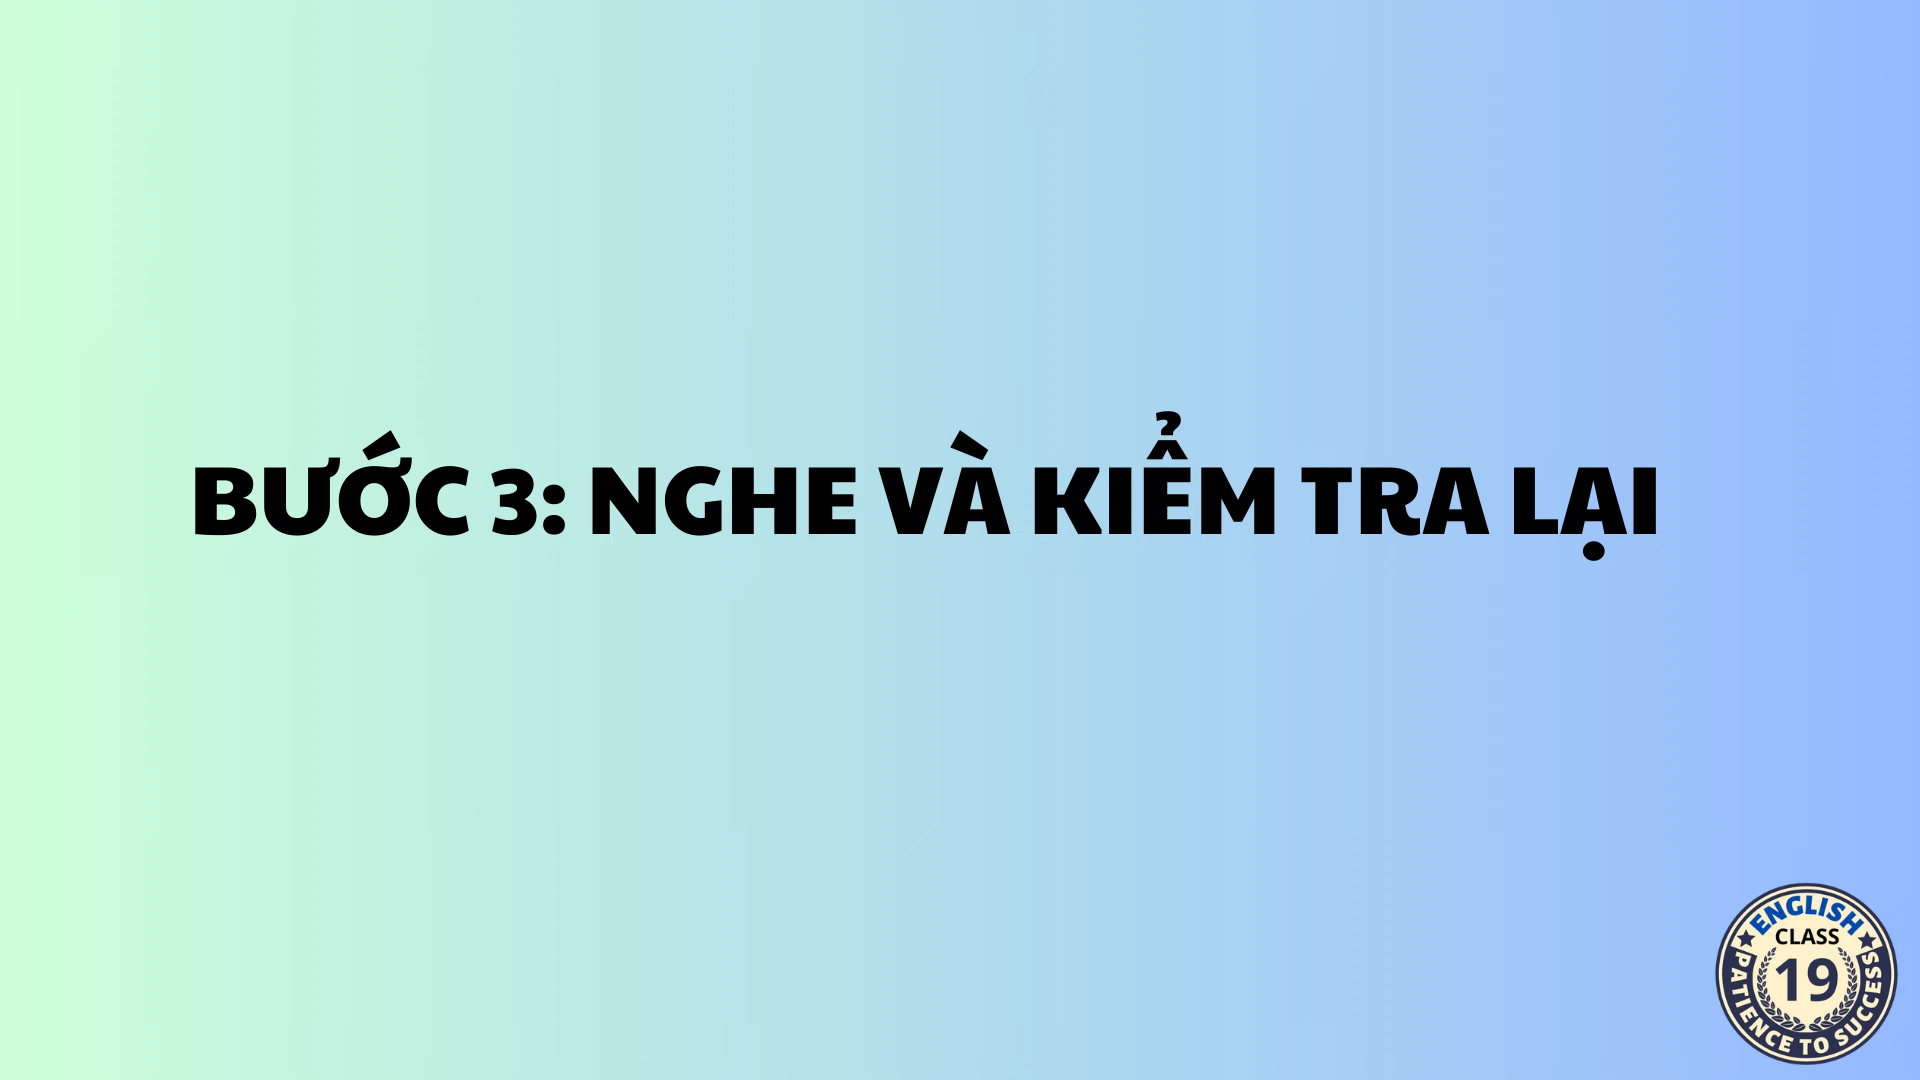 BƯỚC 3: NGHE VÀ KIỂM TRA LẠI
ENGLISH
CLASS
19
PATIENCE TO SUCCESS